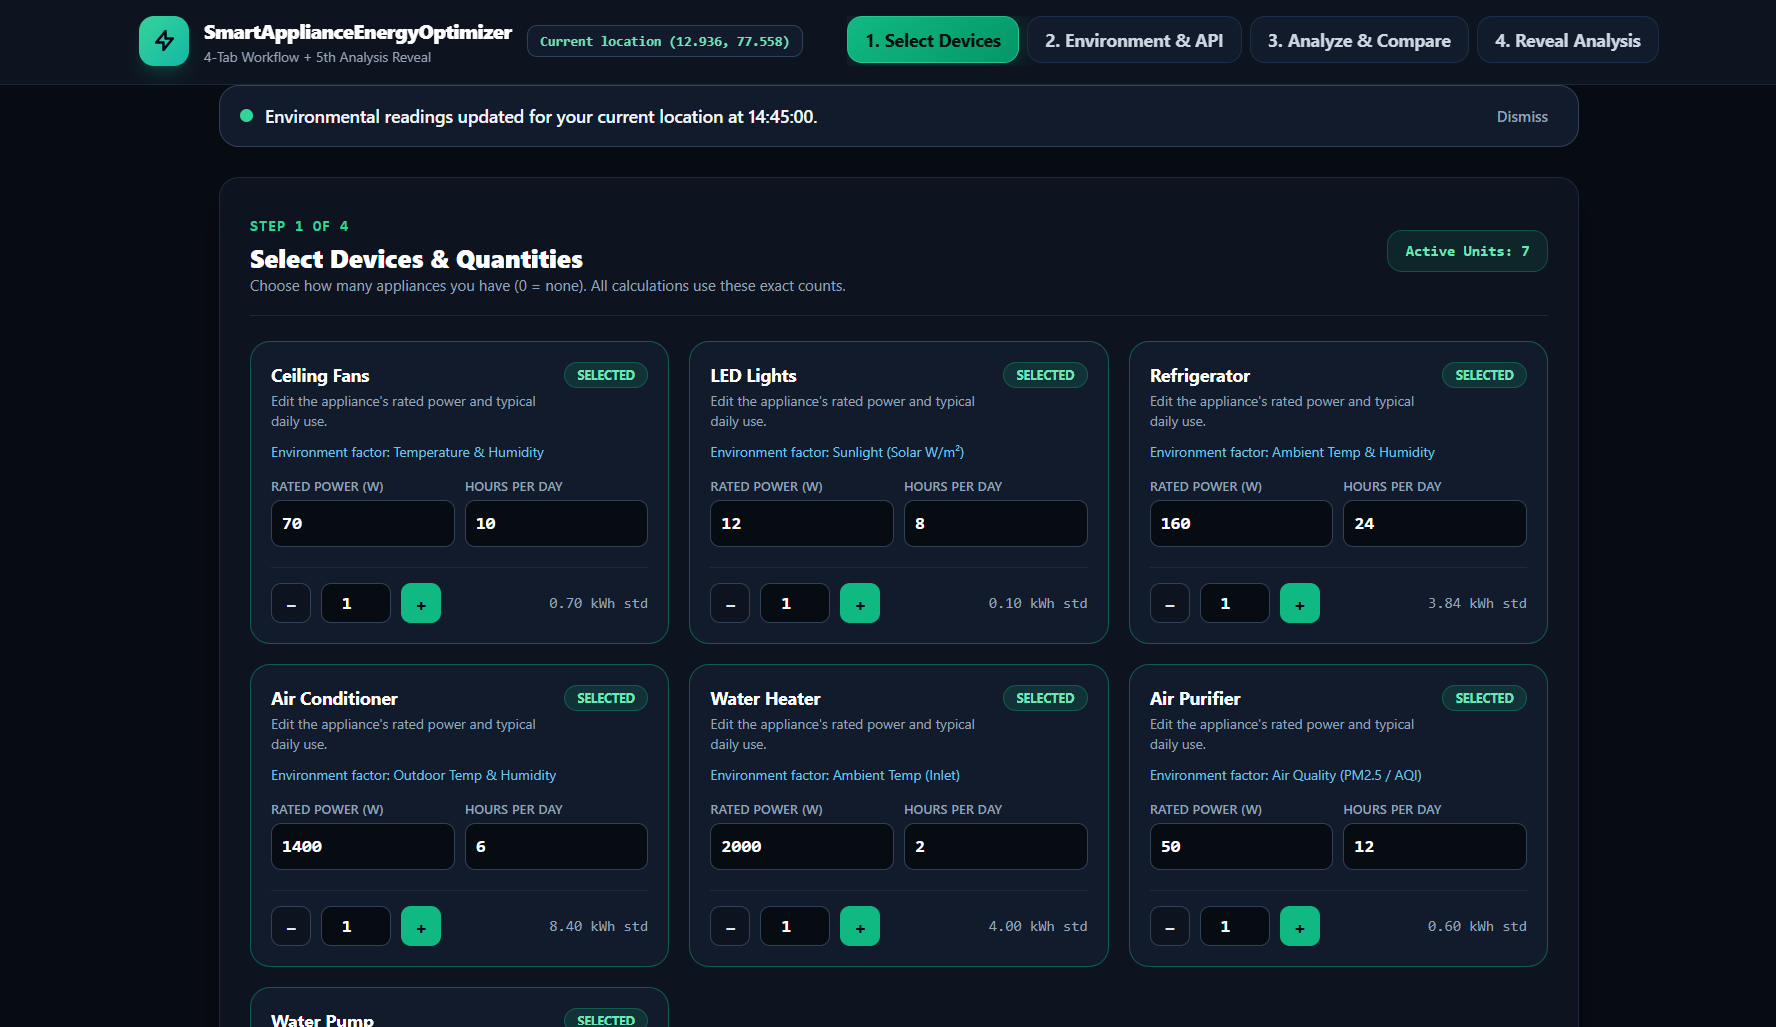 SmartApplianceEnergyOptimizer
4-Tab Workflow + 5th Analysis Reveal
Current location (12.936, 77.558)
1. Select Devices
2. Environment & API
3. Analyze & Compare
4. Reveal Analysis
Environmental readings updated for your current location at 14:45:00.
Dismiss
STEP 1 OF 4
Select Devices & Quantities
Choose how many appliances you have (0 = none). All calculations use these exact counts.
Active Units: 7
Ceiling Fans
SELECTED
Edit the appliance's rated power and typical
daily use.
Environment factor: Temperature & Humidity
RATED POWER (W)
HOURS PER DAY
70
10
–
1
+
0.70 kWh std
LED Lights
SELECTED
Edit the appliance's rated power and typical
daily use.
Environment factor: Sunlight (Solar W/m²)
RATED POWER (W)
HOURS PER DAY
12
8
–
1
+
0.10 kWh std
Refrigerator
SELECTED
Edit the appliance's rated power and typical
daily use.
Environment factor: Ambient Temp & Humidity
RATED POWER (W)
HOURS PER DAY
160
24
–
1
+
3.84 kWh std
Air Conditioner
SELECTED
Edit the appliance's rated power and typical
daily use.
Environment factor: Outdoor Temp & Humidity
RATED POWER (W)
HOURS PER DAY
1400
6
–
1
+
8.40 kWh std
Water Heater
SELECTED
Edit the appliance's rated power and typical
daily use.
Environment factor: Ambient Temp (Inlet)
RATED POWER (W)
HOURS PER DAY
2000
2
–
1
+
4.00 kWh std
Air Purifier
SELECTED
Edit the appliance's rated power and typical
daily use.
Environment factor: Air Quality (PM2.5 / AQI)
RATED POWER (W)
HOURS PER DAY
50
12
–
1
+
0.60 kWh std
Water Pump
SELECTED